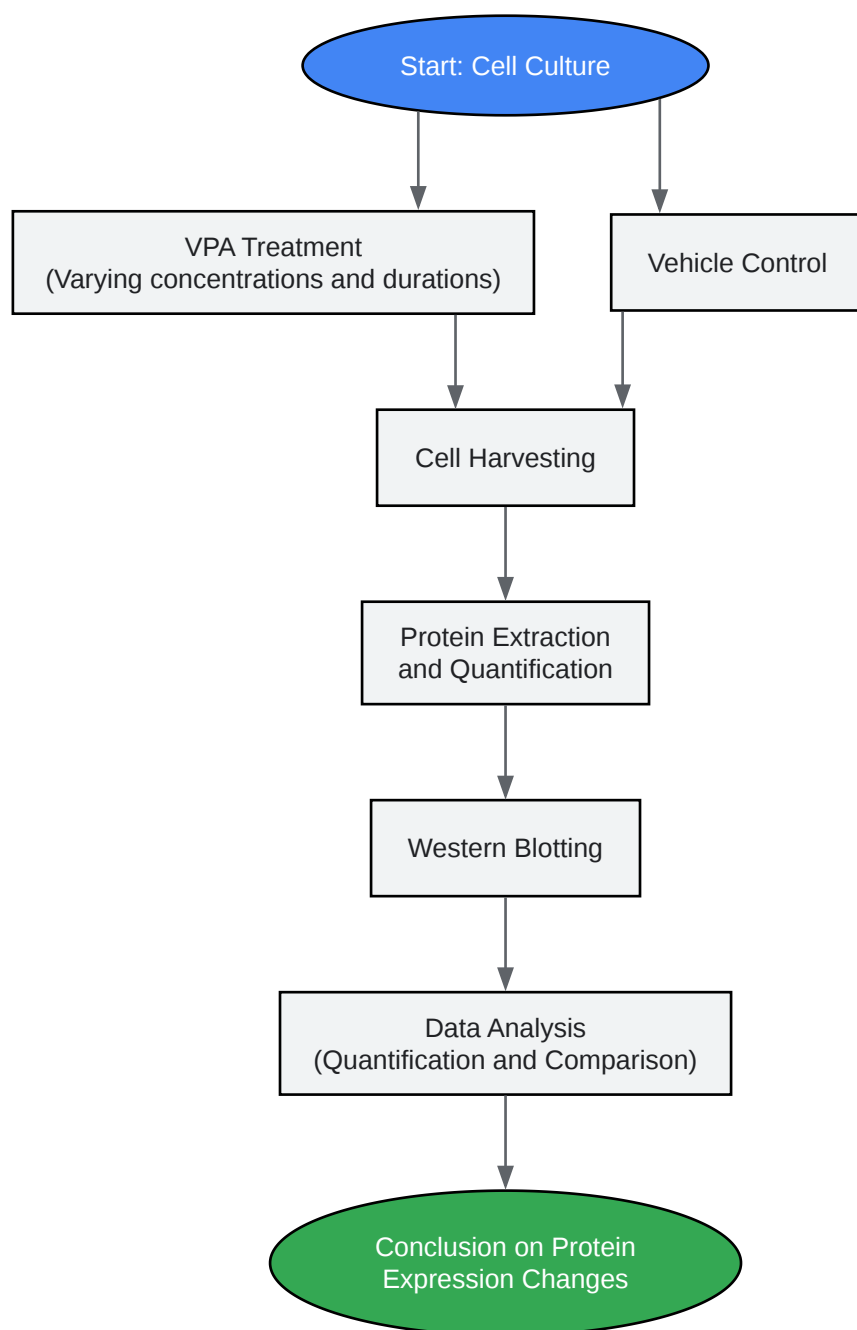 Start: Cell Culture
VPA Treatment
(Varying concentrations and durations)
Vehicle Control
Cell Harvesting
Protein Extraction
and Quantification
Western Blotting
Data Analysis
(Quantification and Comparison)
Conclusion on Protein
Expression Changes